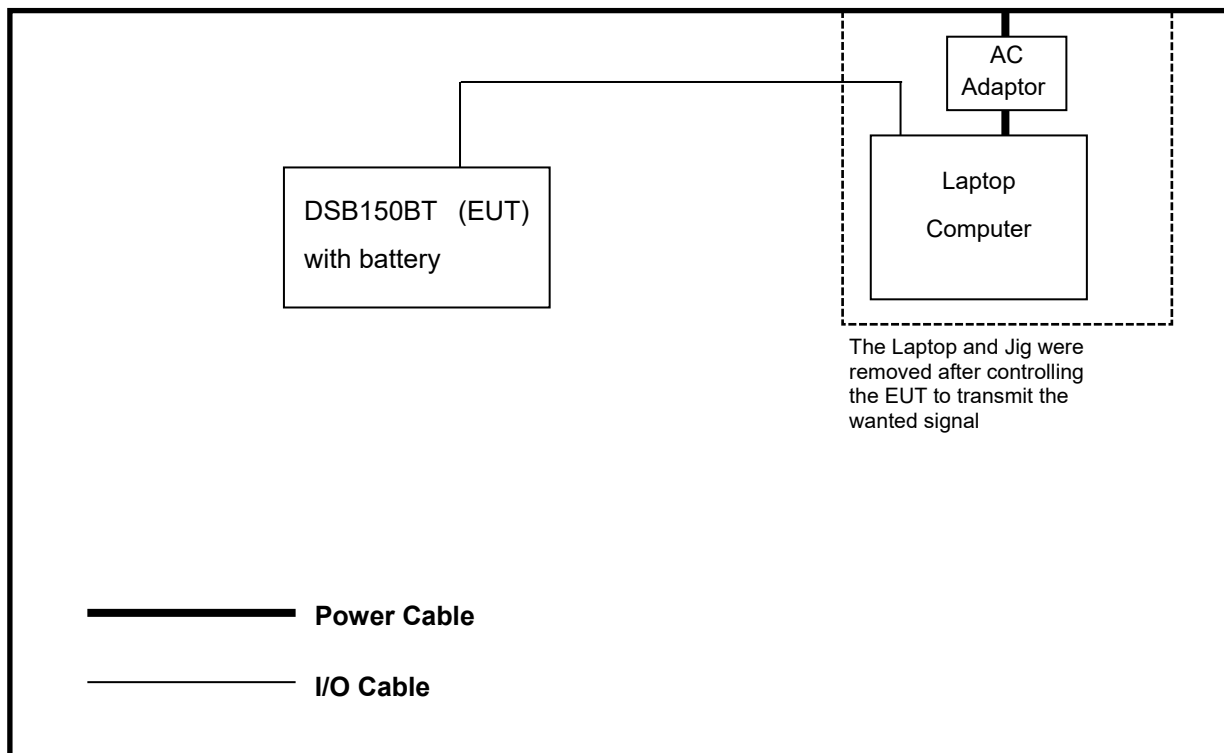 AC
Adaptor
Laptop
Computer
DSB150BT (EUT)
with battery
The Laptop and Jig were
removed after controlling
the EUT to transmit the
wanted signal
Power Cable
I/O Cable